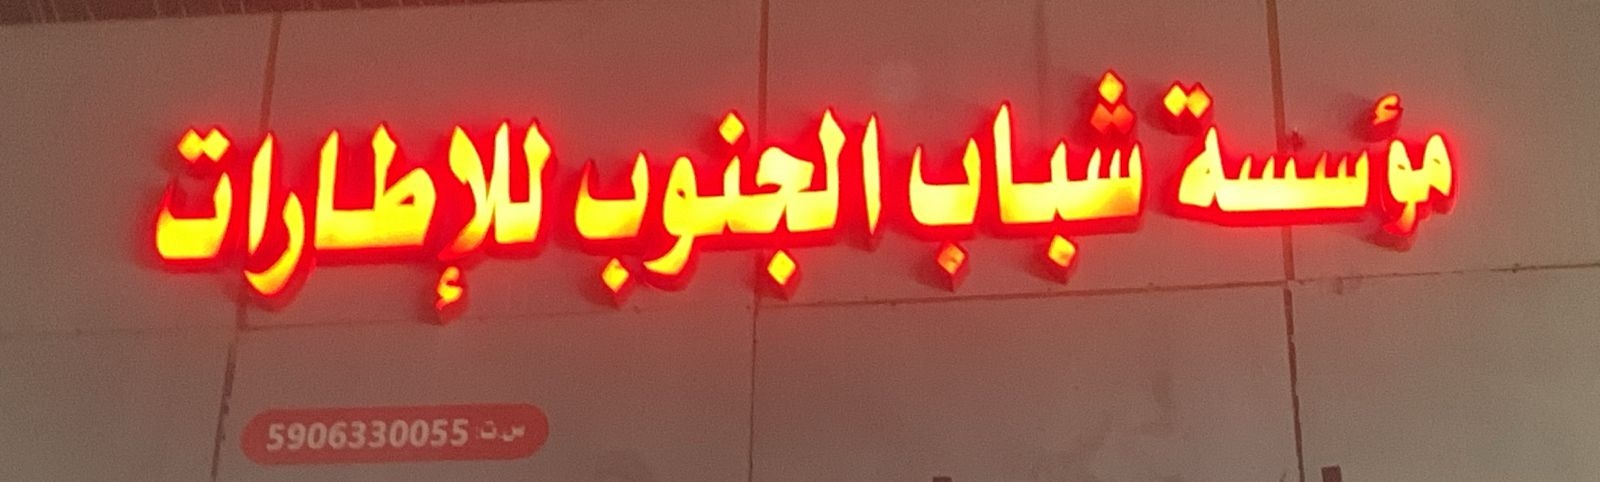 مؤسسة شباب الجنوب للإطارات
س.ت: 5906330055